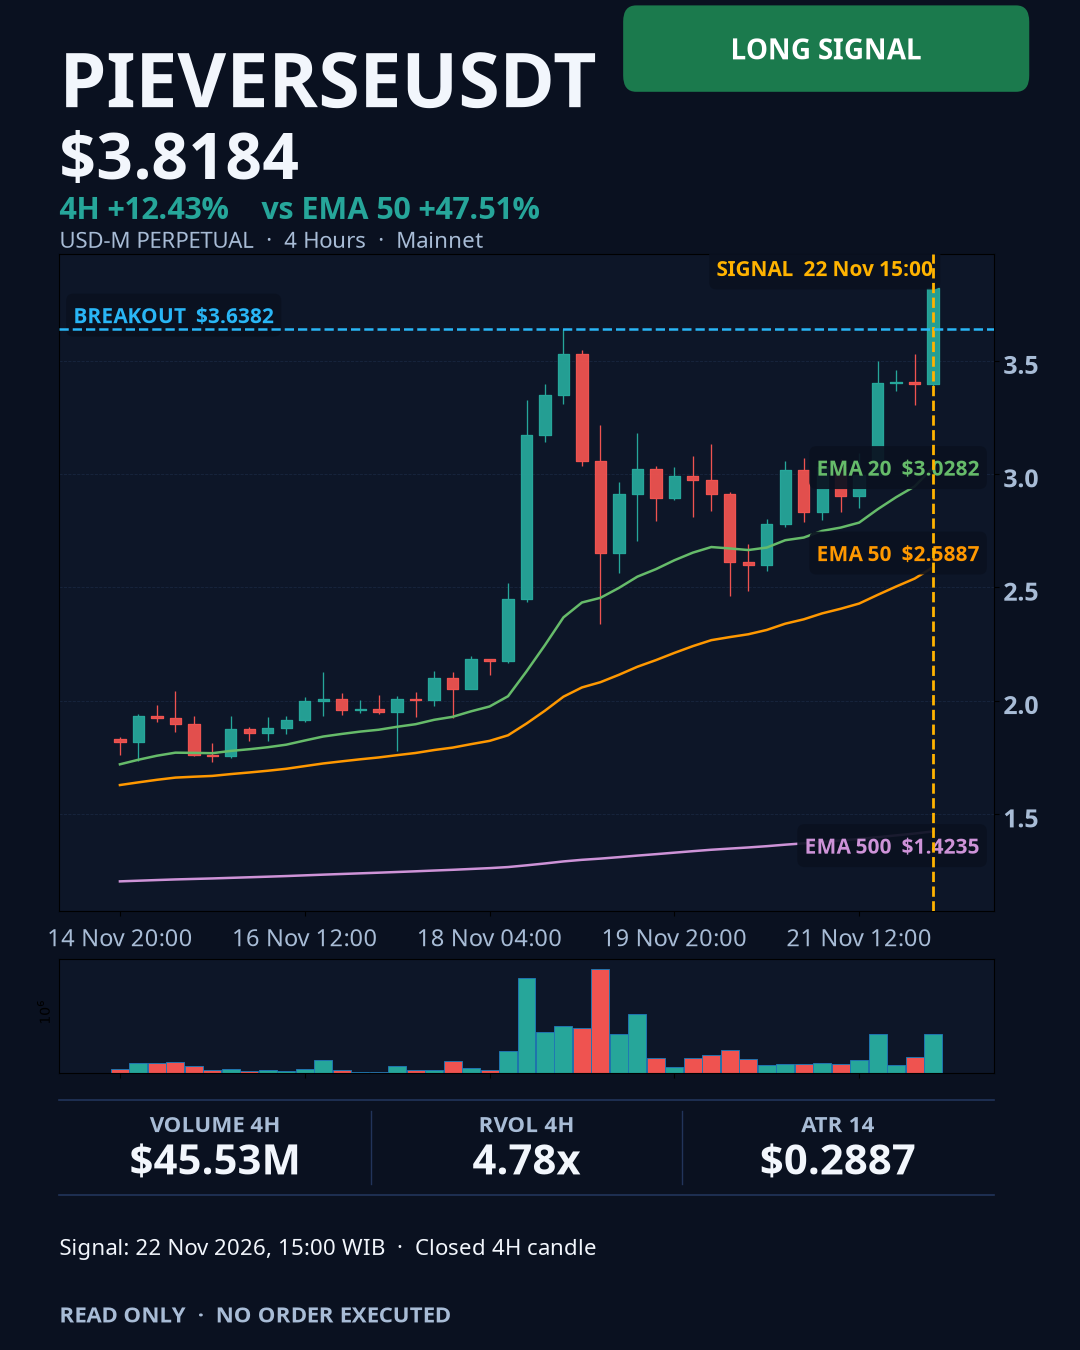 LONG SIGNAL
PIEVERSEUSDT
$3.8184
4H +12.43% vs EMA 50 +47.51%
USD-M PERPETUAL · 4 Hours · Mainnet
SIGNAL 22 Nov 15:00
BREAKOUT $3.6382
3.5
EMA 20 $3.0282
3.0
EMA 50 $2.5887
2.5
2.0
1.5
EMA 500 $1.4235
14 Nov 20:00 16 Nov 12:00 18 Nov 04:00 19 Nov 20:00 21 Nov 12:00
10⁶
VOLUME 4H RVOL 4H ATR 14
$45.53M 4.78x $0.2887
Signal: 22 Nov 2026, 15:00 WIB · Closed 4H candle
READ ONLY · NO ORDER EXECUTED